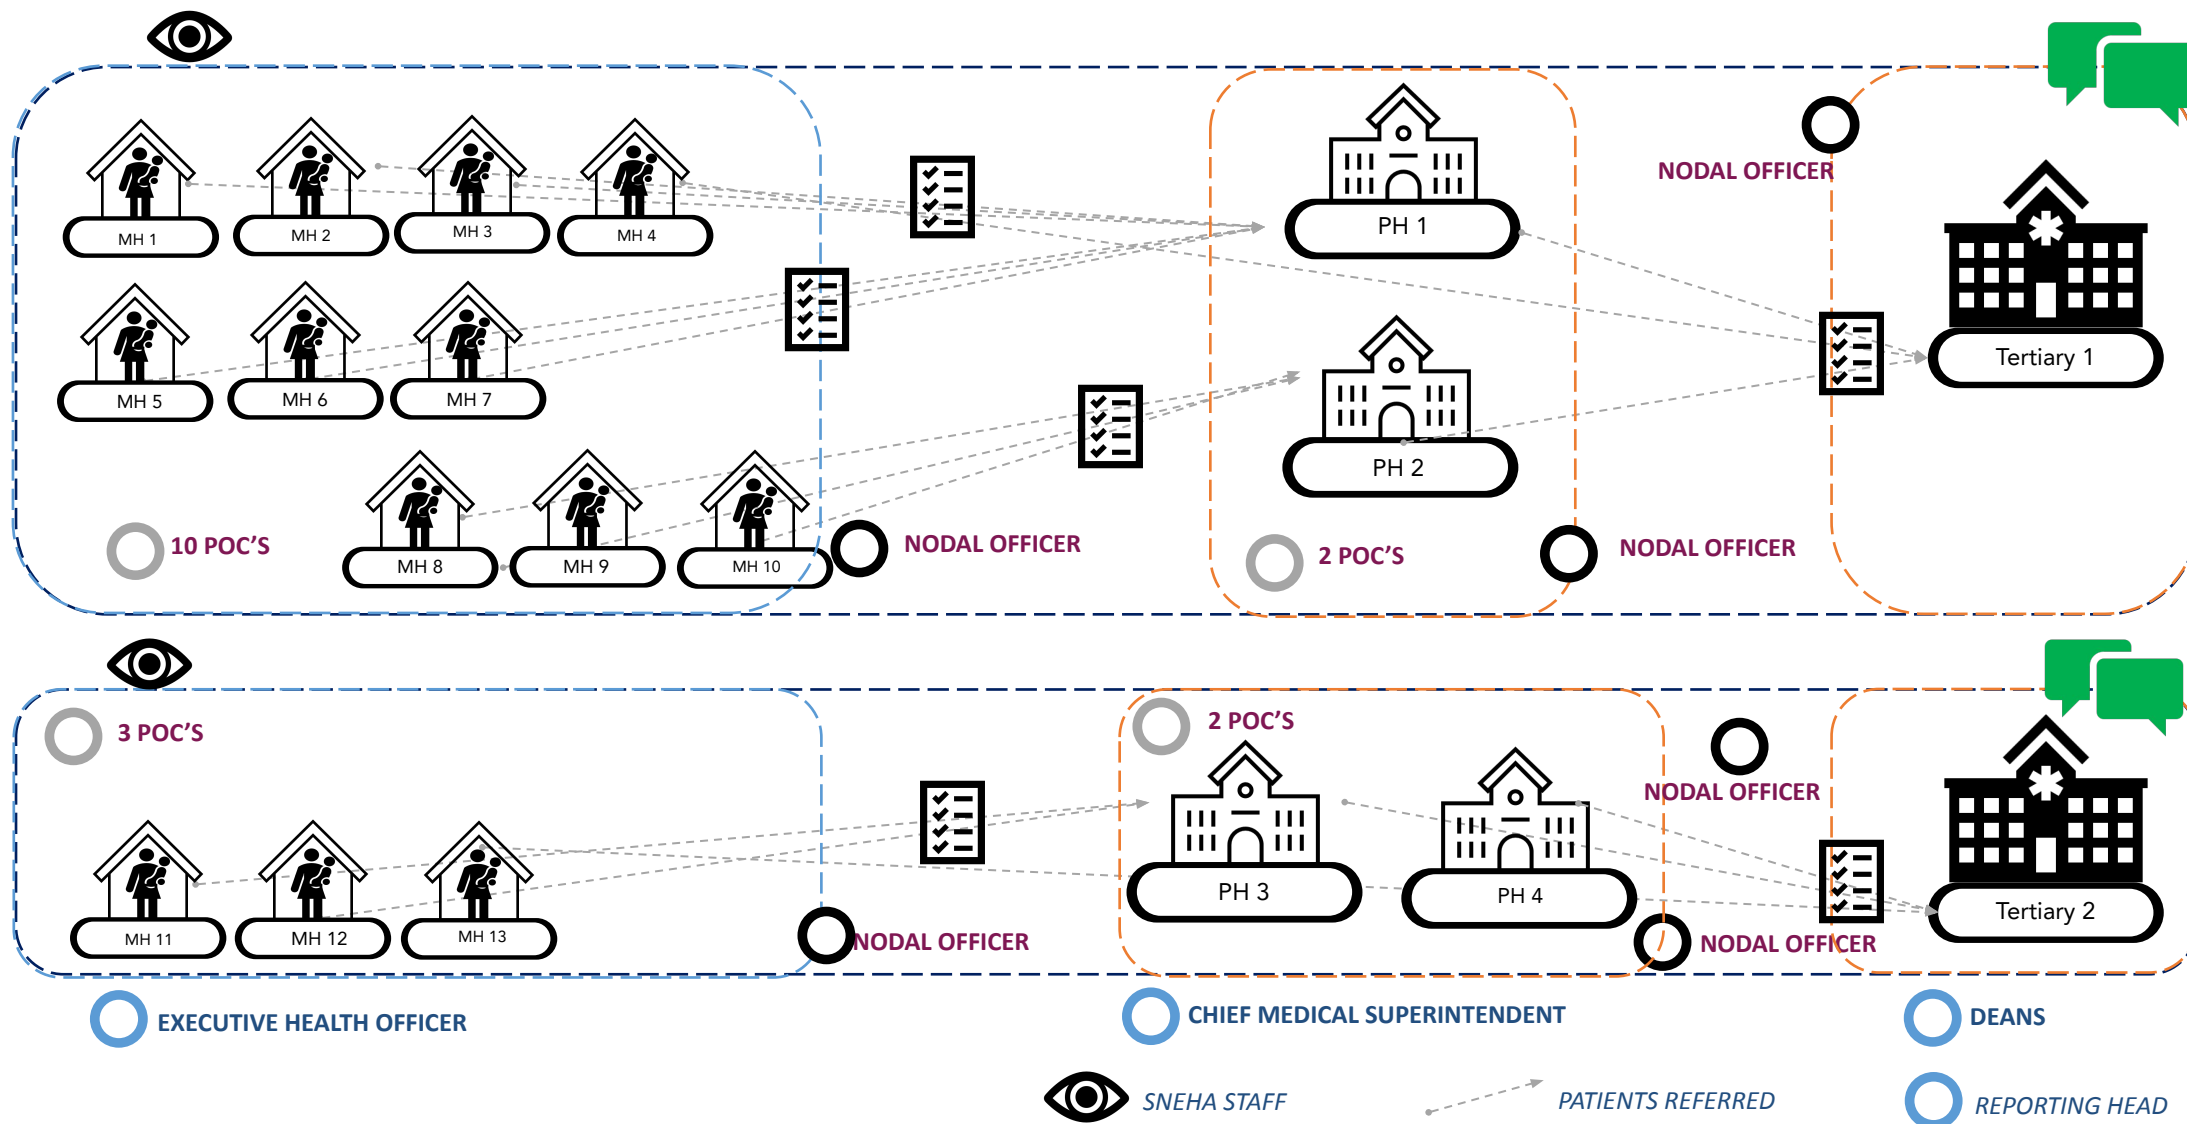 NODAL OFFICER
MH 1
MH 2
MH 3
MH 4
PH 1
MH 5
MH 6
MH 7
Tertiary 1
PH 2
10 POC'S
MH 8
MH 9
MH 10
NODAL OFFICER
2 POC'S
NODAL OFFICER
3 POC'S
2 POC'S
NODAL OFFICER
MH 11
MH 12
MH 13
NODAL OFFICER
PH 3
PH 4
NODAL OFFICER
Tertiary 2
EXECUTIVE HEALTH OFFICER
CHIEF MEDICAL SUPERINTENDENT
DEANS
SNEHA STAFF
PATIENTS REFERRED
REPORTING HEAD